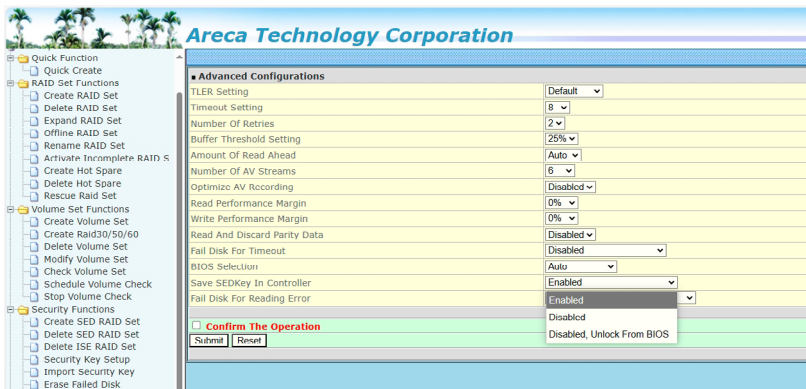 Areca Technology Corporation
Quick Function
Quick Create
RAID Set Functions
Create RAID Set
Delete RAID Set
Expand RAID Set
Offline RAID Set
Rename RAID Set
Activate Incomplete RAID S
Create Hot Spare
Delete Hot Spare
Rescue Raid Set
Volume Set Functions
Create Volume Set
Create Raid30/50/60
Delete Volume Set
Modify Volume Set
Check Volume Set
Schedule Volume Check
Stop Volume Check
Security Functions
Create SED RAID Set
Delete SED RAID Set
Delete ISE RAID Set
Security Key Setup
Import Security Key
Erase Failed Disk
Advanced Configurations
TLER Setting Default
Timeout Setting 8
Number Of Retries 2
Buffer Threshold Setting 25%
Amount Of Read Ahead Auto
Number Of AV Streams 6
Optimize AV Recording Disabled
Read Performance Margin 0%
Write Performance Margin 0%
Read And Discard Parity Data Disabled
Fail Disk For Timeout Disabled
BIOS Selection Auto
Save SEDKey In Controller Enabled
Fail Disk For Reading Error
Enabled
Disabled
Disabled, Unlock From BIOS
Confirm The Operation
Submit Reset